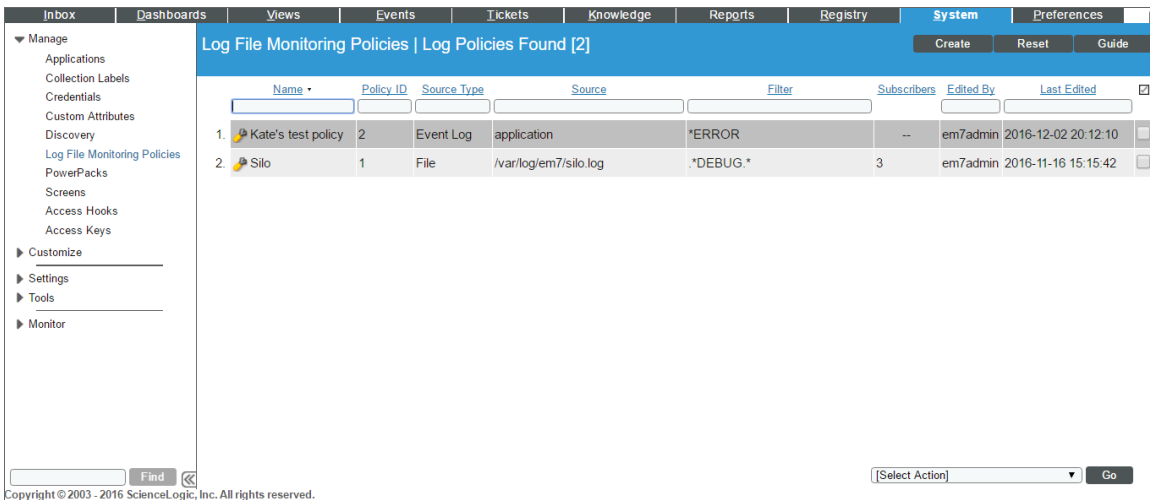 Inbox Dashboards Views Events Tickets Knowledge Reports Registry System Preferences
Manage
Applications
Collection Labels
Credentials
Custom Attributes
Discovery
Log File Monitoring Policies
PowerPacks
Screens
Access Hooks
Access Keys
Customize
Settings
Tools
Monitor
Find
Log File Monitoring Policies | Log Policies Found [2]
Create Reset Guide
Name Policy ID Source Type Source Filter Subscribers Edited By Last Edited
1. Kate's test policy 2 Event Log application *ERROR -- em7admin 2016-12-02 20:12:10
2. Silo 1 File /var/log/em7/silo.log .*DEBUG.* 3 em7admin 2016-11-16 15:15:42
[Select Action] Go
Copyright © 2003 - 2016 ScienceLogic, Inc. All rights reserved.